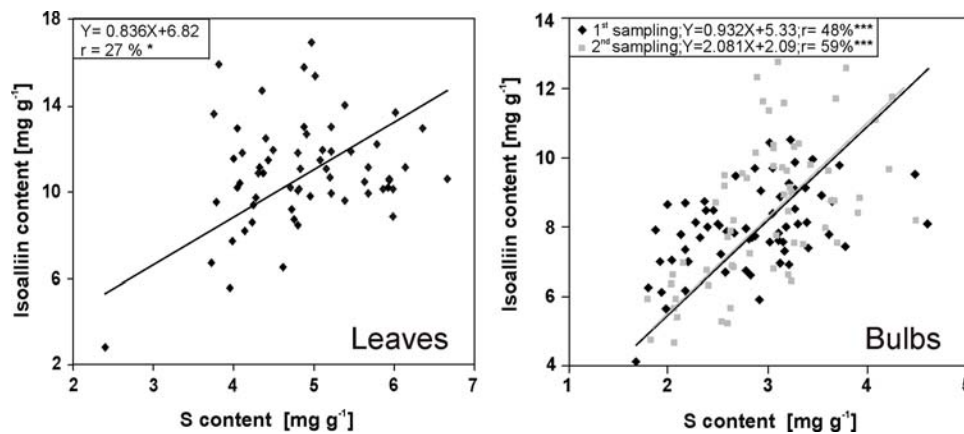 Y= 0.836X+6.82
r = 27 % *
18
14
10
6
2
Isoalliin content [mg g⁻¹]
Leaves
2 3 4 5 6 7
S content [mg g⁻¹]
1ˢᵗ sampling;Y=0.932X+5.33;r= 48%***
2ⁿᵈ sampling;Y=2.081X+2.09; r= 59%***
14
12
10
8
6
4
Isoalliin content [mg g⁻¹]
Bulbs
1 2 3 4 5
S content [mg g⁻¹]